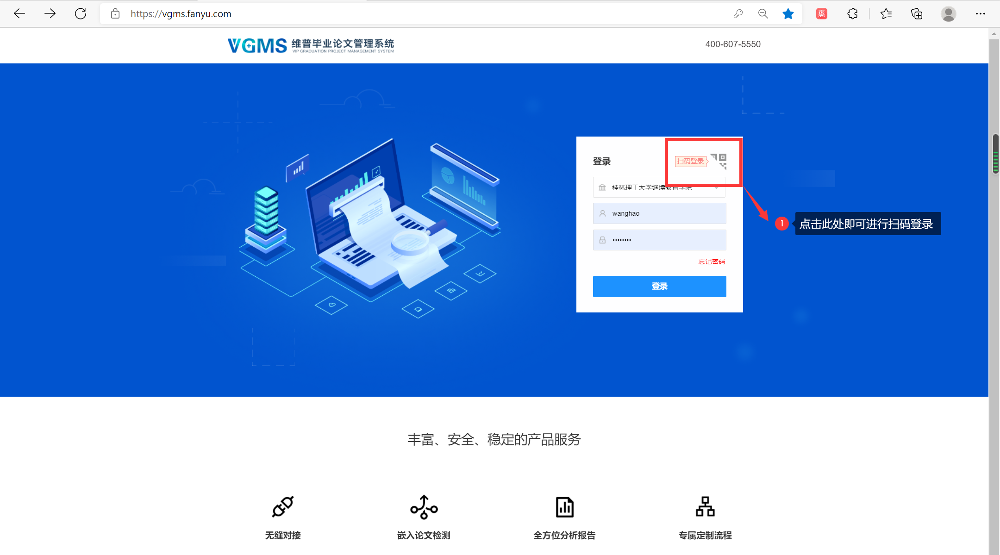 https://vgms.fanyu.com
惠
VGMS 维普毕业论文管理系统
VIP GRADUATION PROJECT MANAGEMENT SYSTEM
400-607-5550
登录
扫码登录
桂林理工大学继续教育学院
wanghao
••••••••
忘记密码
登录
1
点击此处即可进行扫码登录
丰富、安全、稳定的产品服务
无缝对接
嵌入论文检测
全方位分析报告
专属定制流程